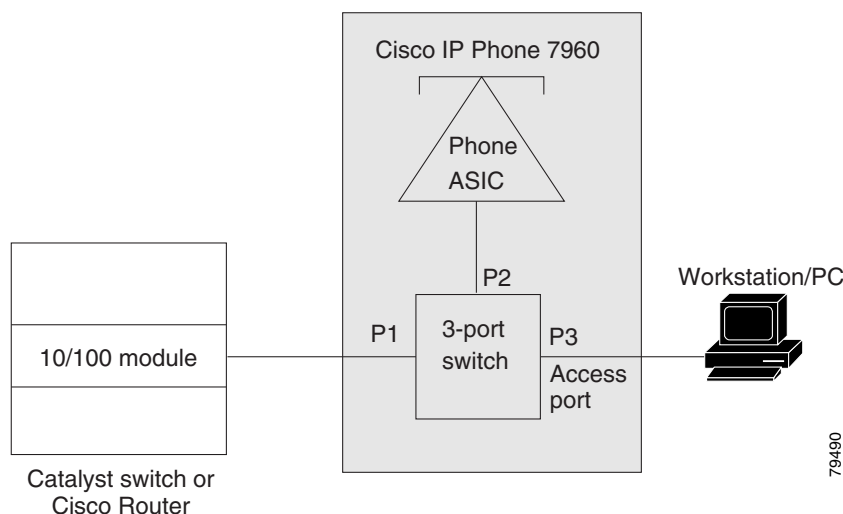 Cisco IP Phone 7960
Phone
ASIC
P2
Workstation/PC
P1
3-port
switch
P3
10/100 module
Access
port
Catalyst switch or
Cisco Router
79490